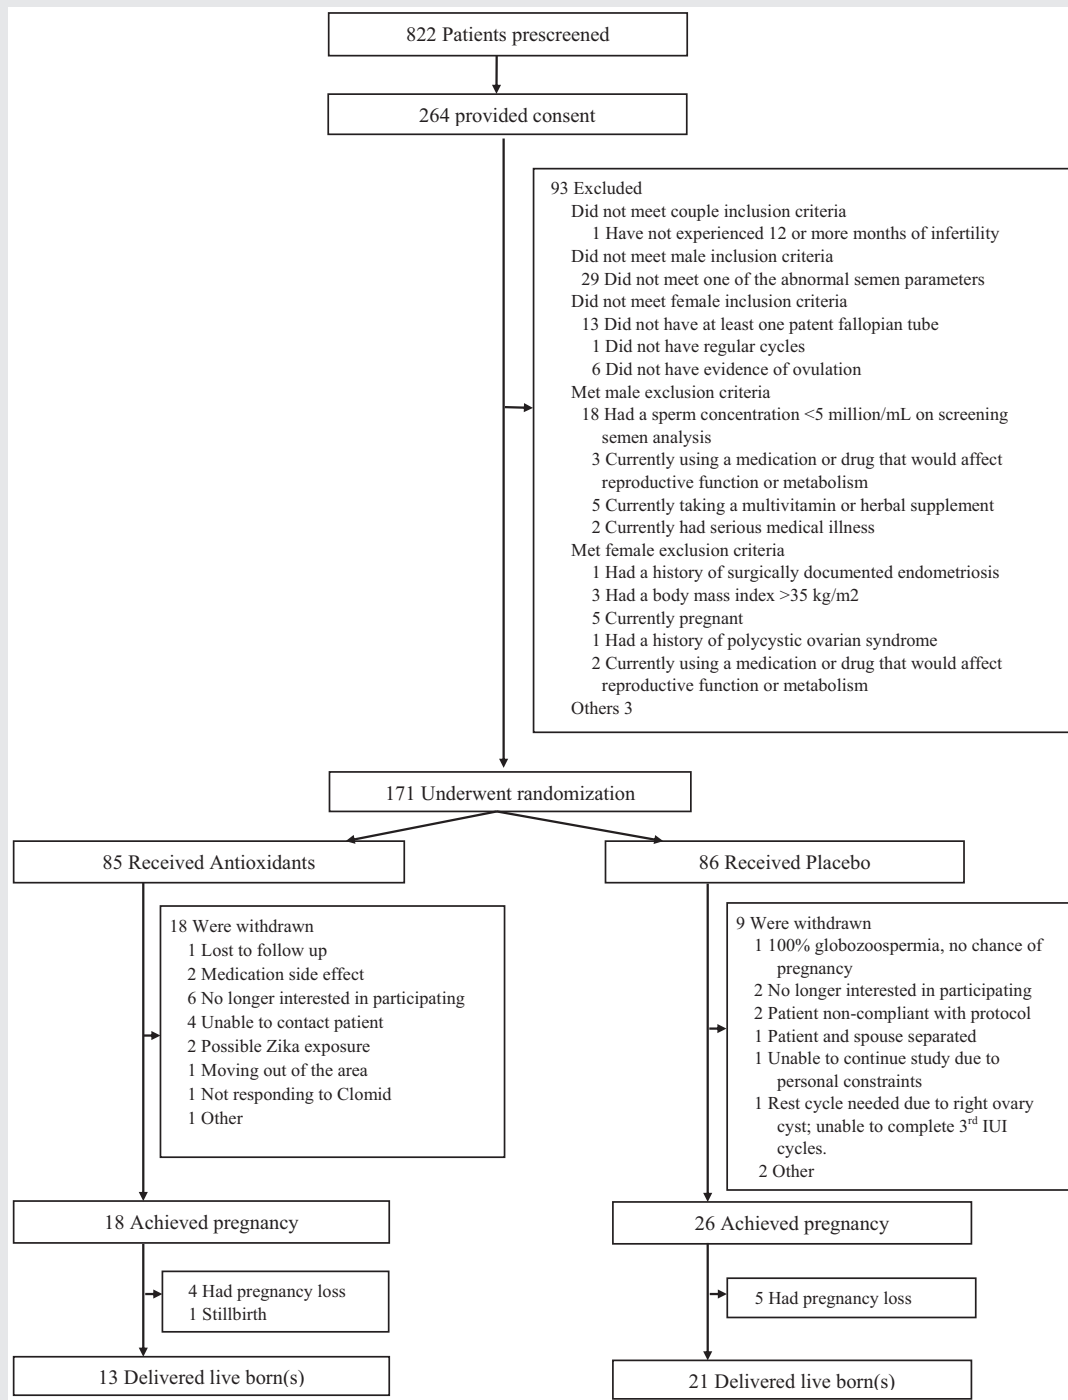 822 Patients prescreened
264 provided consent
93 Excluded
Did not meet couple inclusion criteria
1 Have not experienced 12 or more months of infertility
Did not meet male inclusion criteria
29 Did not meet one of the abnormal semen parameters
Did not meet female inclusion criteria
13 Did not have at least one patent fallopian tube
1 Did not have regular cycles
6 Did not have evidence of ovulation
Met male exclusion criteria
18 Had a sperm concentration <5 million/mL on screening
semen analysis
3 Currently using a medication or drug that would affect
reproductive function or metabolism
5 Currently taking a multivitamin or herbal supplement
2 Currently had serious medical illness
Met female exclusion criteria
1 Had a history of surgically documented endometriosis
3 Had a body mass index >35 kg/m2
5 Currently pregnant
1 Had a history of polycystic ovarian syndrome
2 Currently using a medication or drug that would affect
reproductive function or metabolism
Others 3
171 Underwent randomization
85 Received Antioxidants
18 Were withdrawn
1 Lost to follow up
2 Medication side effect
6 No longer interested in participating
4 Unable to contact patient
2 Possible Zika exposure
1 Moving out of the area
1 Not responding to Clomid
1 Other
18 Achieved pregnancy
4 Had pregnancy loss
1 Stillbirth
13 Delivered live born(s)
86 Received Placebo
9 Were withdrawn
1 100% globozoospermia, no chance of
pregnancy
2 No longer interested in participating
2 Patient non-compliant with protocol
1 Patient and spouse separated
1 Unable to continue study due to
personal constraints
1 Rest cycle needed due to right ovary
cyst; unable to complete 3rd IUI
cycles.
2 Other
26 Achieved pregnancy
5 Had pregnancy loss
21 Delivered live born(s)